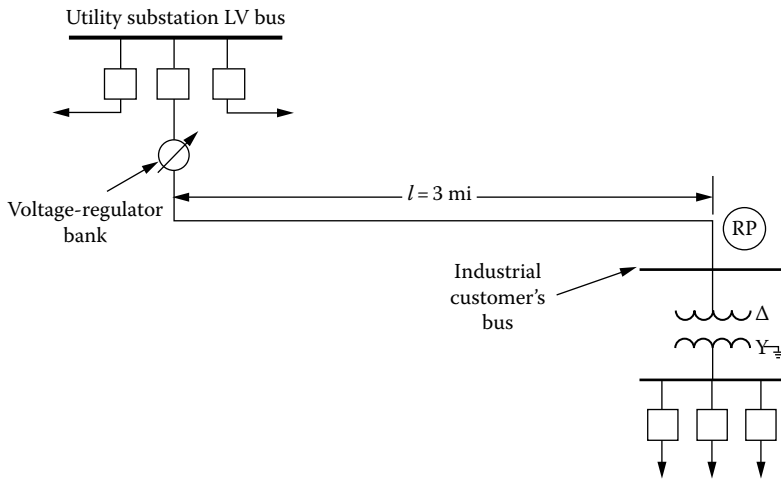 Utility substation LV bus
l = 3 mi
Voltage-regulator
bank
RP
Industrial
customer's
bus
Δ
Y